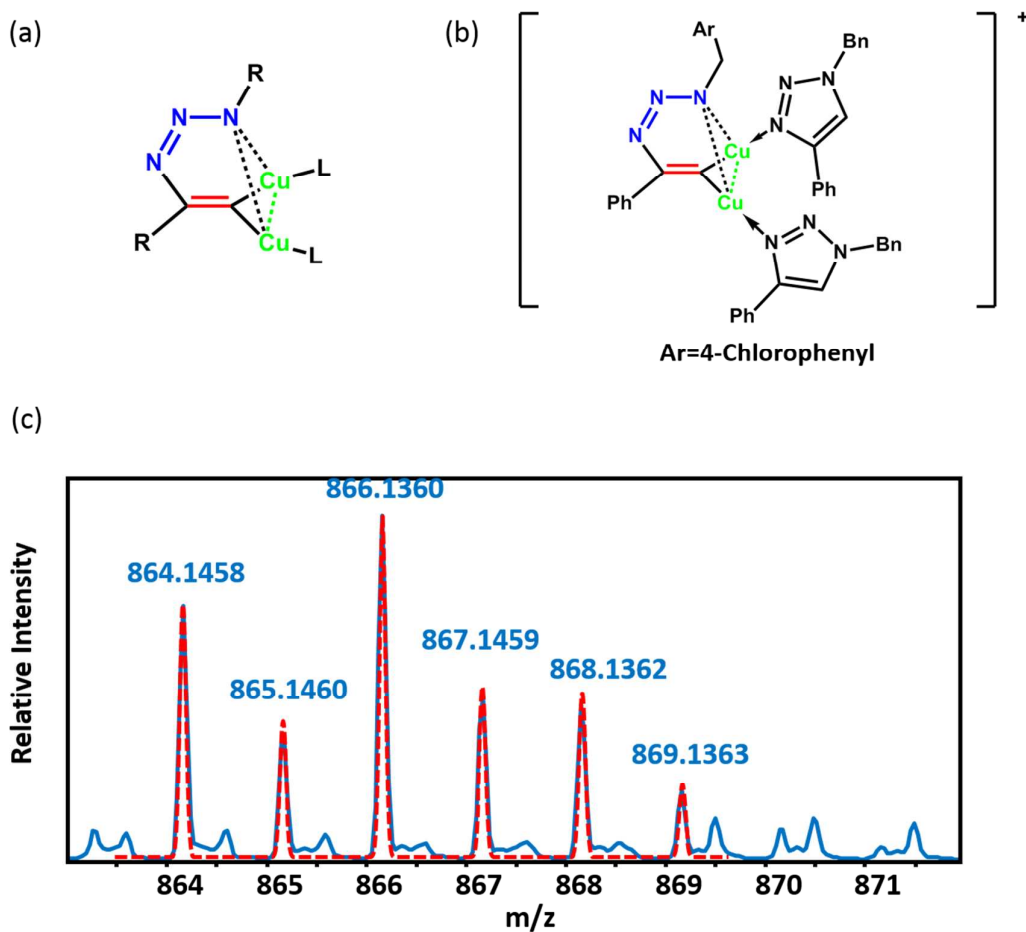 (a)
R
N N
N
Cu L
R
Cu L
(b)
+
Ar
Bn
N N
N N
N
N
Cu
Cu
Ph
Ph
N N
N Bn
Ph
Ar=4-Chlorophenyl
(c)
Relative Intensity
866.1360
864.1458
867.1459
868.1362
865.1460
869.1363
864 865 866 867 868 869 870 871
m/z